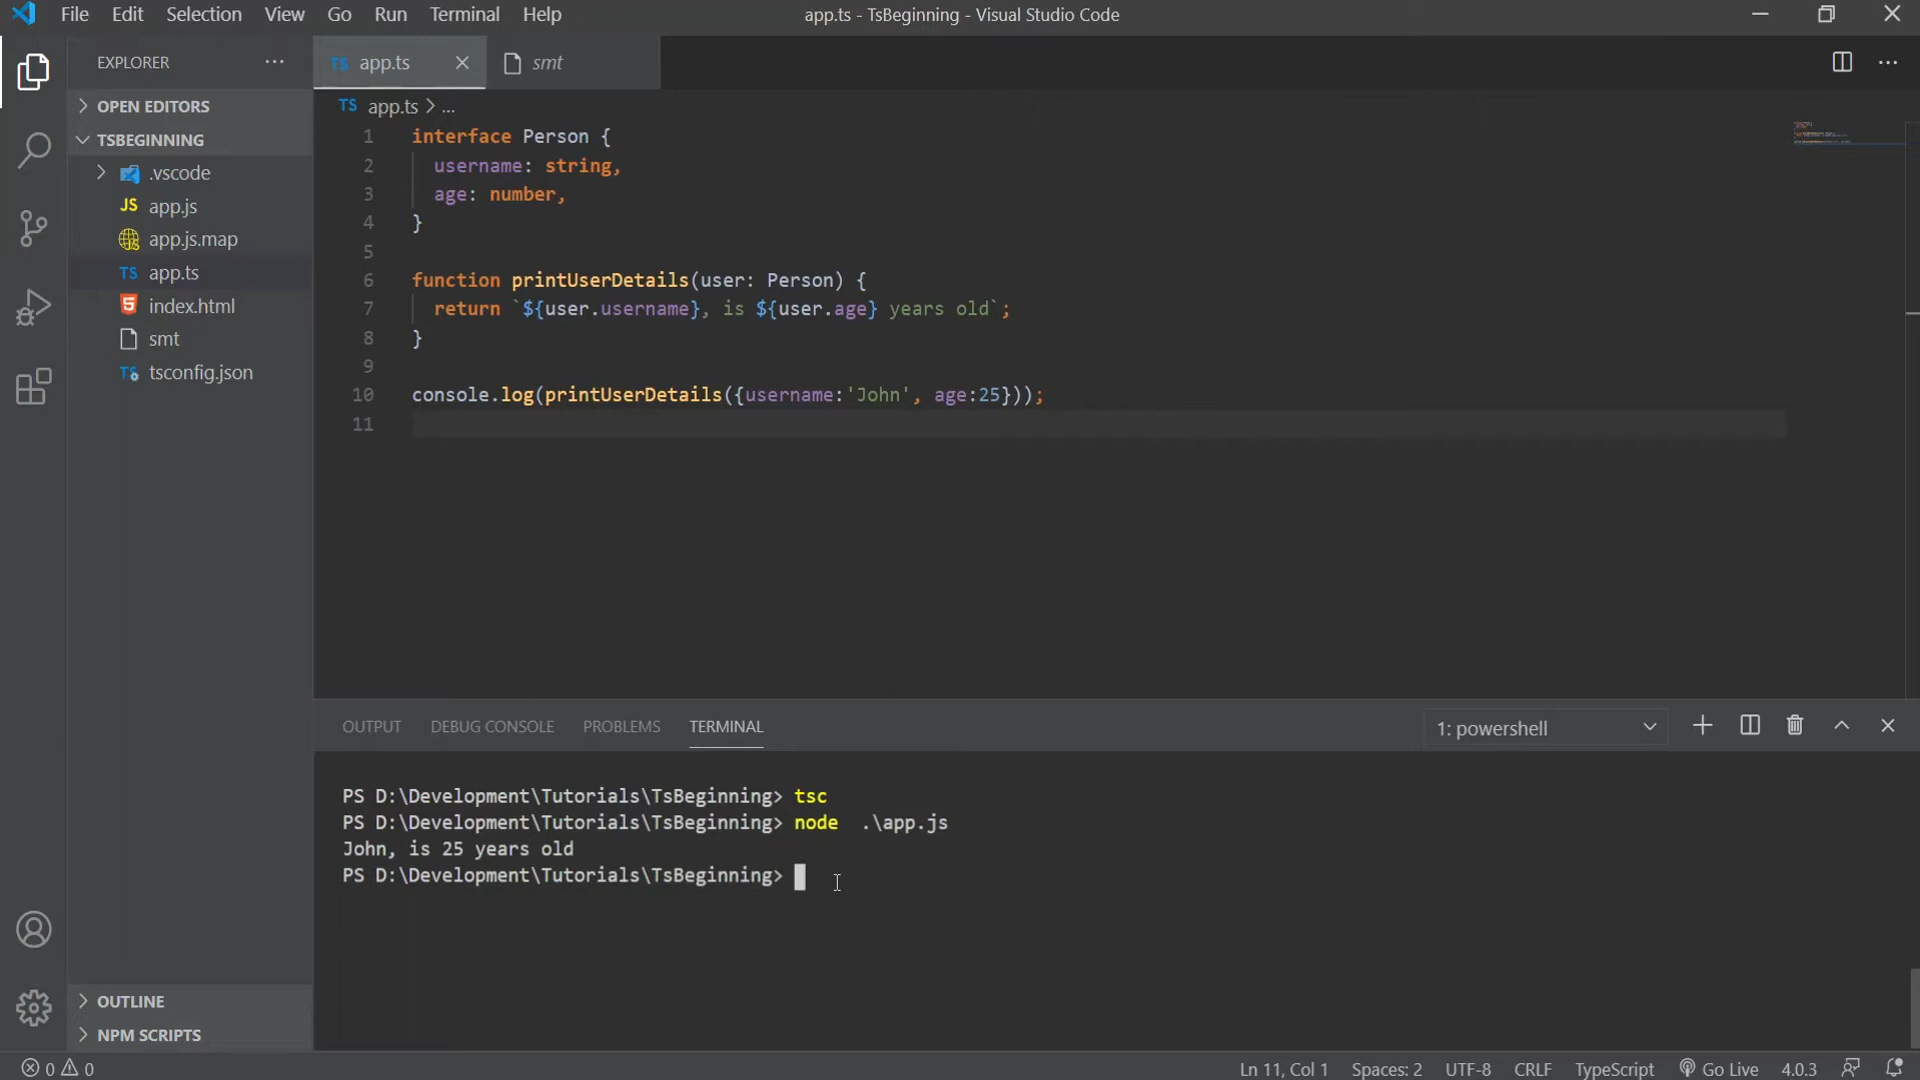 File Edit Selection View Go Run Terminal Help
app.ts - TsBeginning - Visual Studio Code
EXPLORER
OPEN EDITORS
TSBEGINNING
.vscode
JS app.js
app.js.map
TS app.ts
index.html
smt
TS tsconfig.json
OUTLINE
NPM SCRIPTS
TS app.ts
smt
TS app.ts > ...
1 interface Person {
2 username: string,
3 age: number,
4 }
5
6 function printUserDetails(user: Person) {
7 return `${user.username}, is ${user.age} years old`;
8 }
9
10 console.log(printUserDetails({username:'John', age:25}));
11
OUTPUT DEBUG CONSOLE PROBLEMS TERMINAL
1: powershell
PS D:\Development\Tutorials\TsBeginning> tsc
PS D:\Development\Tutorials\TsBeginning> node  .\app.js
John, is 25 years old
PS D:\Development\Tutorials\TsBeginning>
0 0
Ln 11, Col 1 Spaces: 2 UTF-8 CRLF TypeScript Go Live 4.0.3